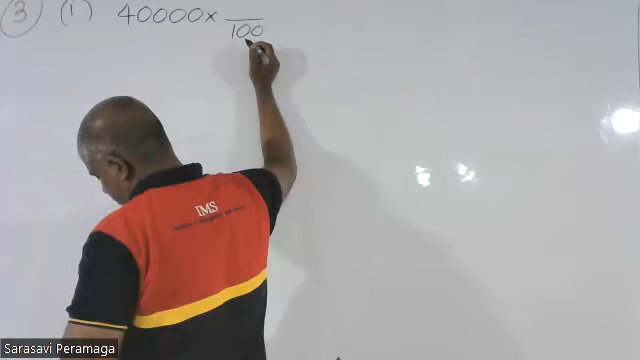 ③ (1) 40000× —/100
IMS
Sarasavi Peramaga